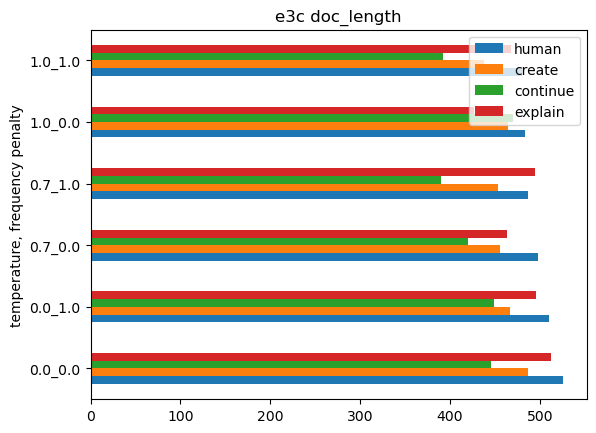 e3c doc_length
human
create
continue
explain
temperature, frequency penalty
1.0_1.0
1.0_0.0
0.7_1.0
0.7_0.0
0.0_1.0
0.0_0.0
0 100 200 300 400 500